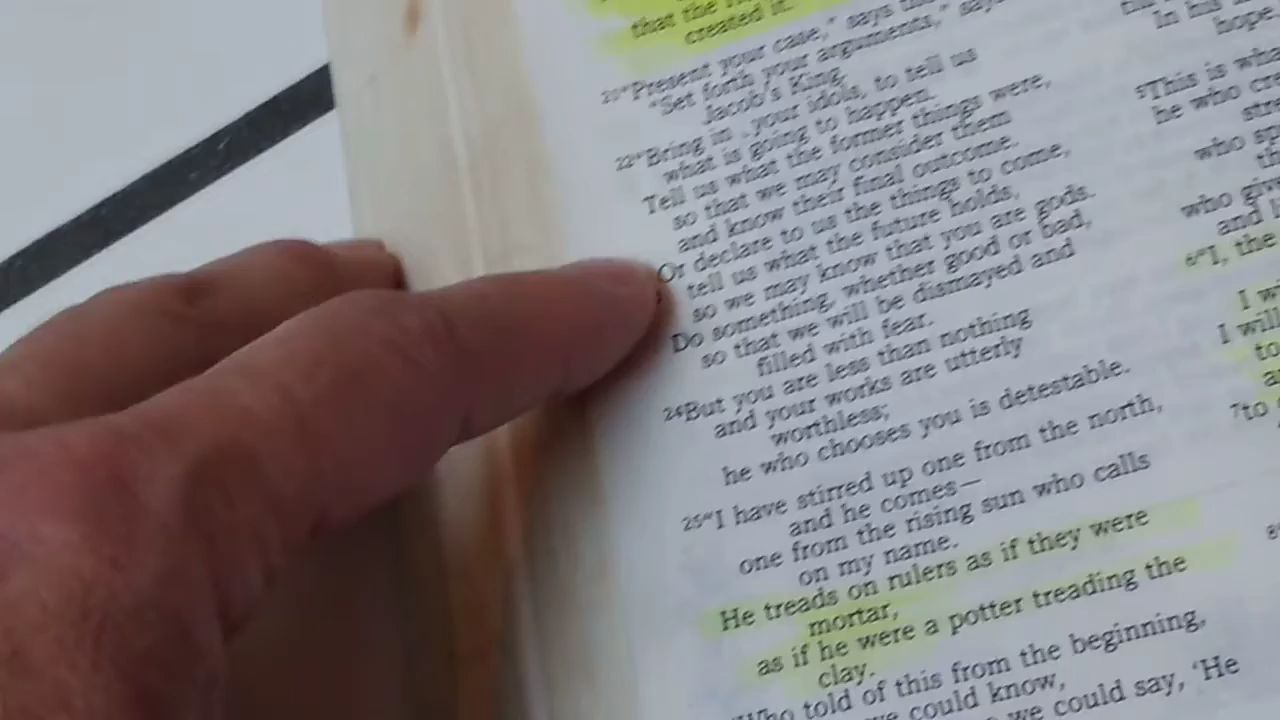 that the
created it.
21"Present your case," says the
"Set forth your arguments," says
Jacob's King.
22"Bring in your idols, to tell us
what is going to happen.
Tell us what the former things were,
so that we may consider them
and know their final outcome.
Or declare to us the things to come,
tell us what the future holds,
so we may know that you are gods.
Do something, whether good or bad,
so that we will be dismayed and
filled with fear.
24But you are less than nothing
and your works are utterly
worthless;
he who chooses you is detestable.
25"I have stirred up one from the north,
and he comes—
one from the rising sun who calls
on my name.
He treads on rulers as if they were
mortar,
as if he were a potter treading the
clay.
Who told of this from the beginning,
we could know,
we could say, 'He
In his
hope
5This is what
he who
who
who
and
6"I, the
I
I will
to
7to